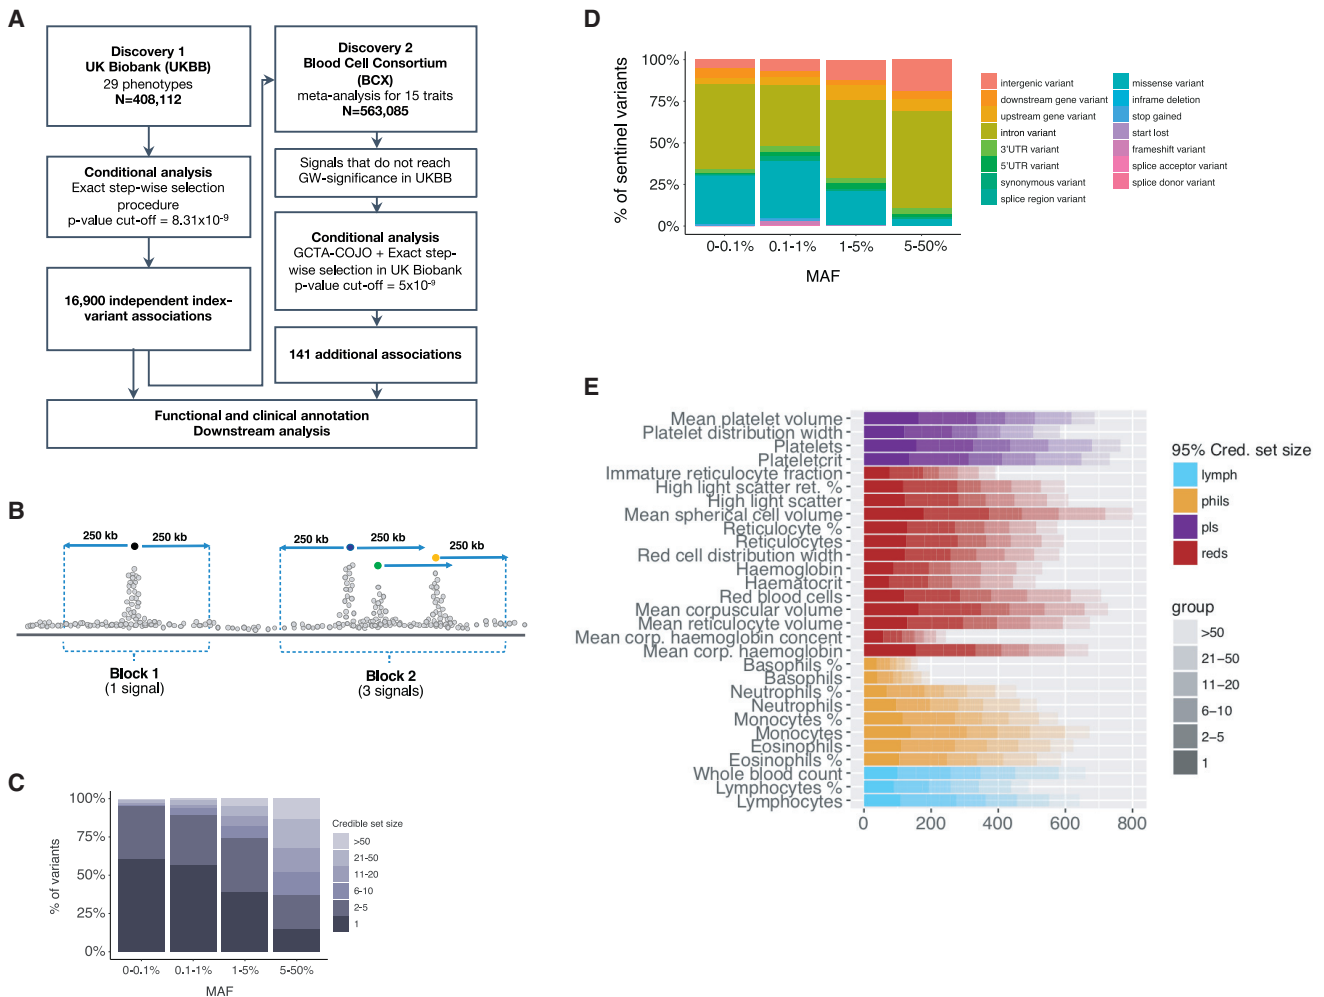 A
Discovery 1
UK Biobank (UKBB)
29 phenotypes
N=408,112
Conditional analysis
Exact step-wise selection
procedure
p-value cut-off = 8.31x10⁻⁹
16,900 independent index-
variant associations
Discovery 2
Blood Cell Consortium
(BCX)
meta-analysis for 15 traits
N=563,085
Signals that do not reach
GW-significance in UKBB
Conditional analysis
GCTA-COJO + Exact step-
wise selection in UK Biobank
p-value cut-off = 5x10⁻⁹
141 additional associations
Functional and clinical annotation
Downstream analysis
B
250 kb
250 kb
250 kb
250 kb
250 kb
Block 1
(1 signal)
Block 2
(3 signals)
C
% of variants
100%
75%
50%
25%
0%
0-0.1%
0.1-1%
1-5%
5-50%
MAF
Credible set size
>50
21-50
11-20
6-10
2-5
1
D
% of sentinel variants
100%
75%
50%
25%
0%
0-0.1%
0.1-1%
1-5%
5-50%
MAF
intergenic variant
downstream gene variant
upstream gene variant
intron variant
3'UTR variant
5'UTR variant
synonymous variant
splice region variant
missense variant
inframe deletion
stop gained
start lost
frameshift variant
splice acceptor variant
splice donor variant
E
Mean platelet volume
Platelet distribution width
Platelets
Plateletcrit
Immature reticulocyte fraction
High light scatter ret. %
High light scatter
Mean spherical cell volume
Reticulocyte %
Reticulocytes
Red cell distribution width
Haemoglobin
Haematocrit
Red blood cells
Mean corpuscular volume
Mean reticulocyte volume
Mean corp. haemoglobin concent
Mean corp. haemoglobin
Basophils %
Basophils
Neutrophils %
Neutrophils
Monocytes %
Monocytes
Eosinophils
Eosinophils %
Whole blood count
Lymphocytes %
Lymphocytes
0
200
400
600
800
95% Cred. set size
lymph
phils
pls
reds
group
>50
21–50
11–20
6–10
2–5
1